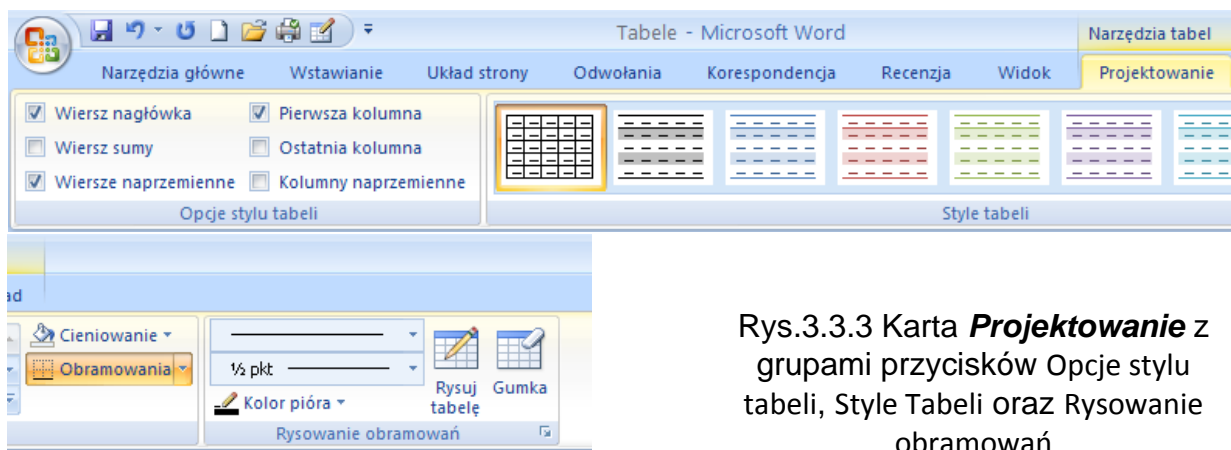 Tabele - Microsoft Word
Narzędzia tabel
Narzędzia główne Wstawianie Układ strony Odwołania Korespondencja Recenzja Widok Projektowanie
Wiersz nagłówka Pierwsza kolumna
Wiersz sumy Ostatnia kolumna
Wiersze naprzemienne Kolumny naprzemienne
Opcje stylu tabeli Style tabeli
ad
Cieniowanie
Obramowania
½ pkt
Kolor pióra
Rysuj tabelę
Gumka
Rysowanie obramowań
Rys.3.3.3 Karta Projektowanie z
grupami przycisków Opcje stylu
tabeli, Style Tabeli oraz Rysowanie
obramowań